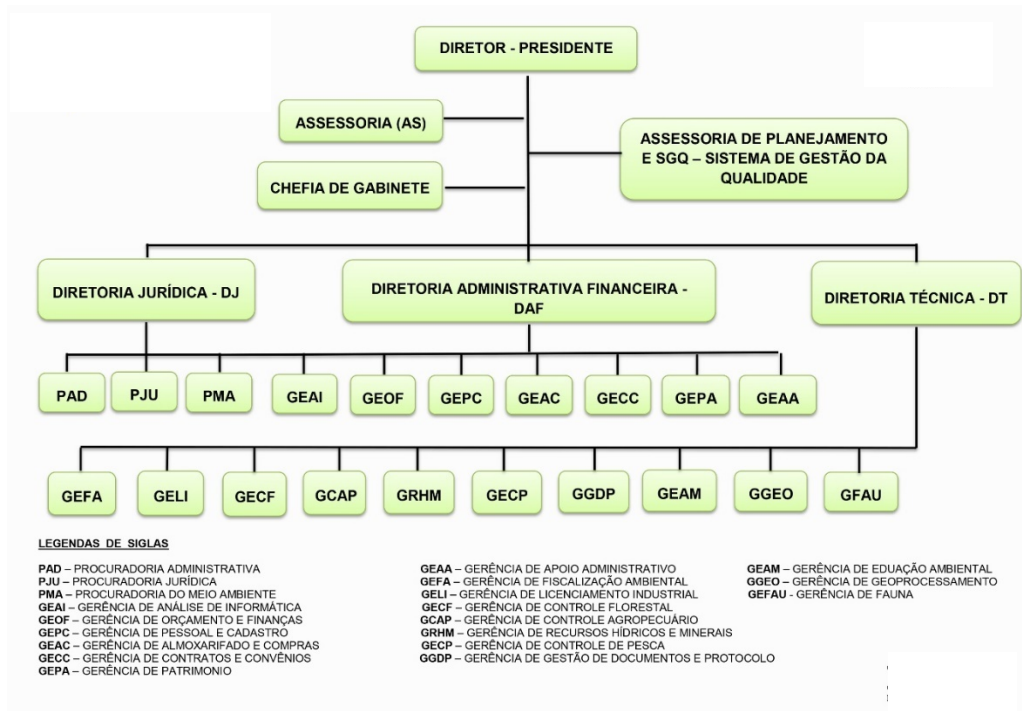 DIRETOR - PRESIDENTE
ASSESSORIA (AS)
ASSESSORIA DE PLANEJAMENTO
E SGQ – SISTEMA DE GESTÃO DA
QUALIDADE
CHEFIA DE GABINETE
DIRETORIA JURÍDICA - DJ
DIRETORIA ADMINISTRATIVA FINANCEIRA -
DAF
DIRETORIA TÉCNICA - DT
PAD
PJU
PMA
GEAI
GEOF
GEPC
GEAC
GECC
GEPA
GEAA
GEFA
GELI
GECF
GCAP
GRHM
GECP
GGDP
GEAM
GGEO
GFAU
LEGENDAS DE SIGLAS
PAD – PROCURADORIA ADMINISTRATIVA
PJU – PROCURADORIA JURÍDICA
PMA – PROCURADORIA DO MEIO AMBIENTE
GEAI – GERÊNCIA DE ANÁLISE DE INFORMÁTICA
GEOF – GERÊNCIA DE ORÇAMENTO E FINANÇAS
GEPC – GERÊNCIA DE PESSOAL E CADASTRO
GEAC – GERÊNCIA DE ALMOXARIFADO E COMPRAS
GECC – GERÊNCIA DE CONTRATOS E CONVÊNIOS
GEPA – GERÊNCIA DE PATRIMONIO
GEAA – GERÊNCIA DE APOIO ADMINISTRATIVO
GEFA – GERÊNCIA DE FISCALIZAÇÃO AMBIENTAL
GELI – GERÊNCIA DE LICENCIAMENTO INDUSTRIAL
GECF – GERÊNCIA DE CONTROLE FLORESTAL
GCAP – GERÊNCIA DE CONTROLE AGROPECUÁRIO
GRHM – GERÊNCIA DE RECURSOS HÍDRICOS E MINERAIS
GECP – GERÊNCIA DE CONTROLE DE PESCA
GGDP – GERÊNCIA DE GESTÃO DE DOCUMENTOS E PROTOCOLO
GEAM – GERÊNCIA DE EDUAÇÃO AMBIENTAL
GGEO – GERÊNCIA DE GEOPROCESSAMENTO
GEFAU - GERÊNCIA DE FAUNA